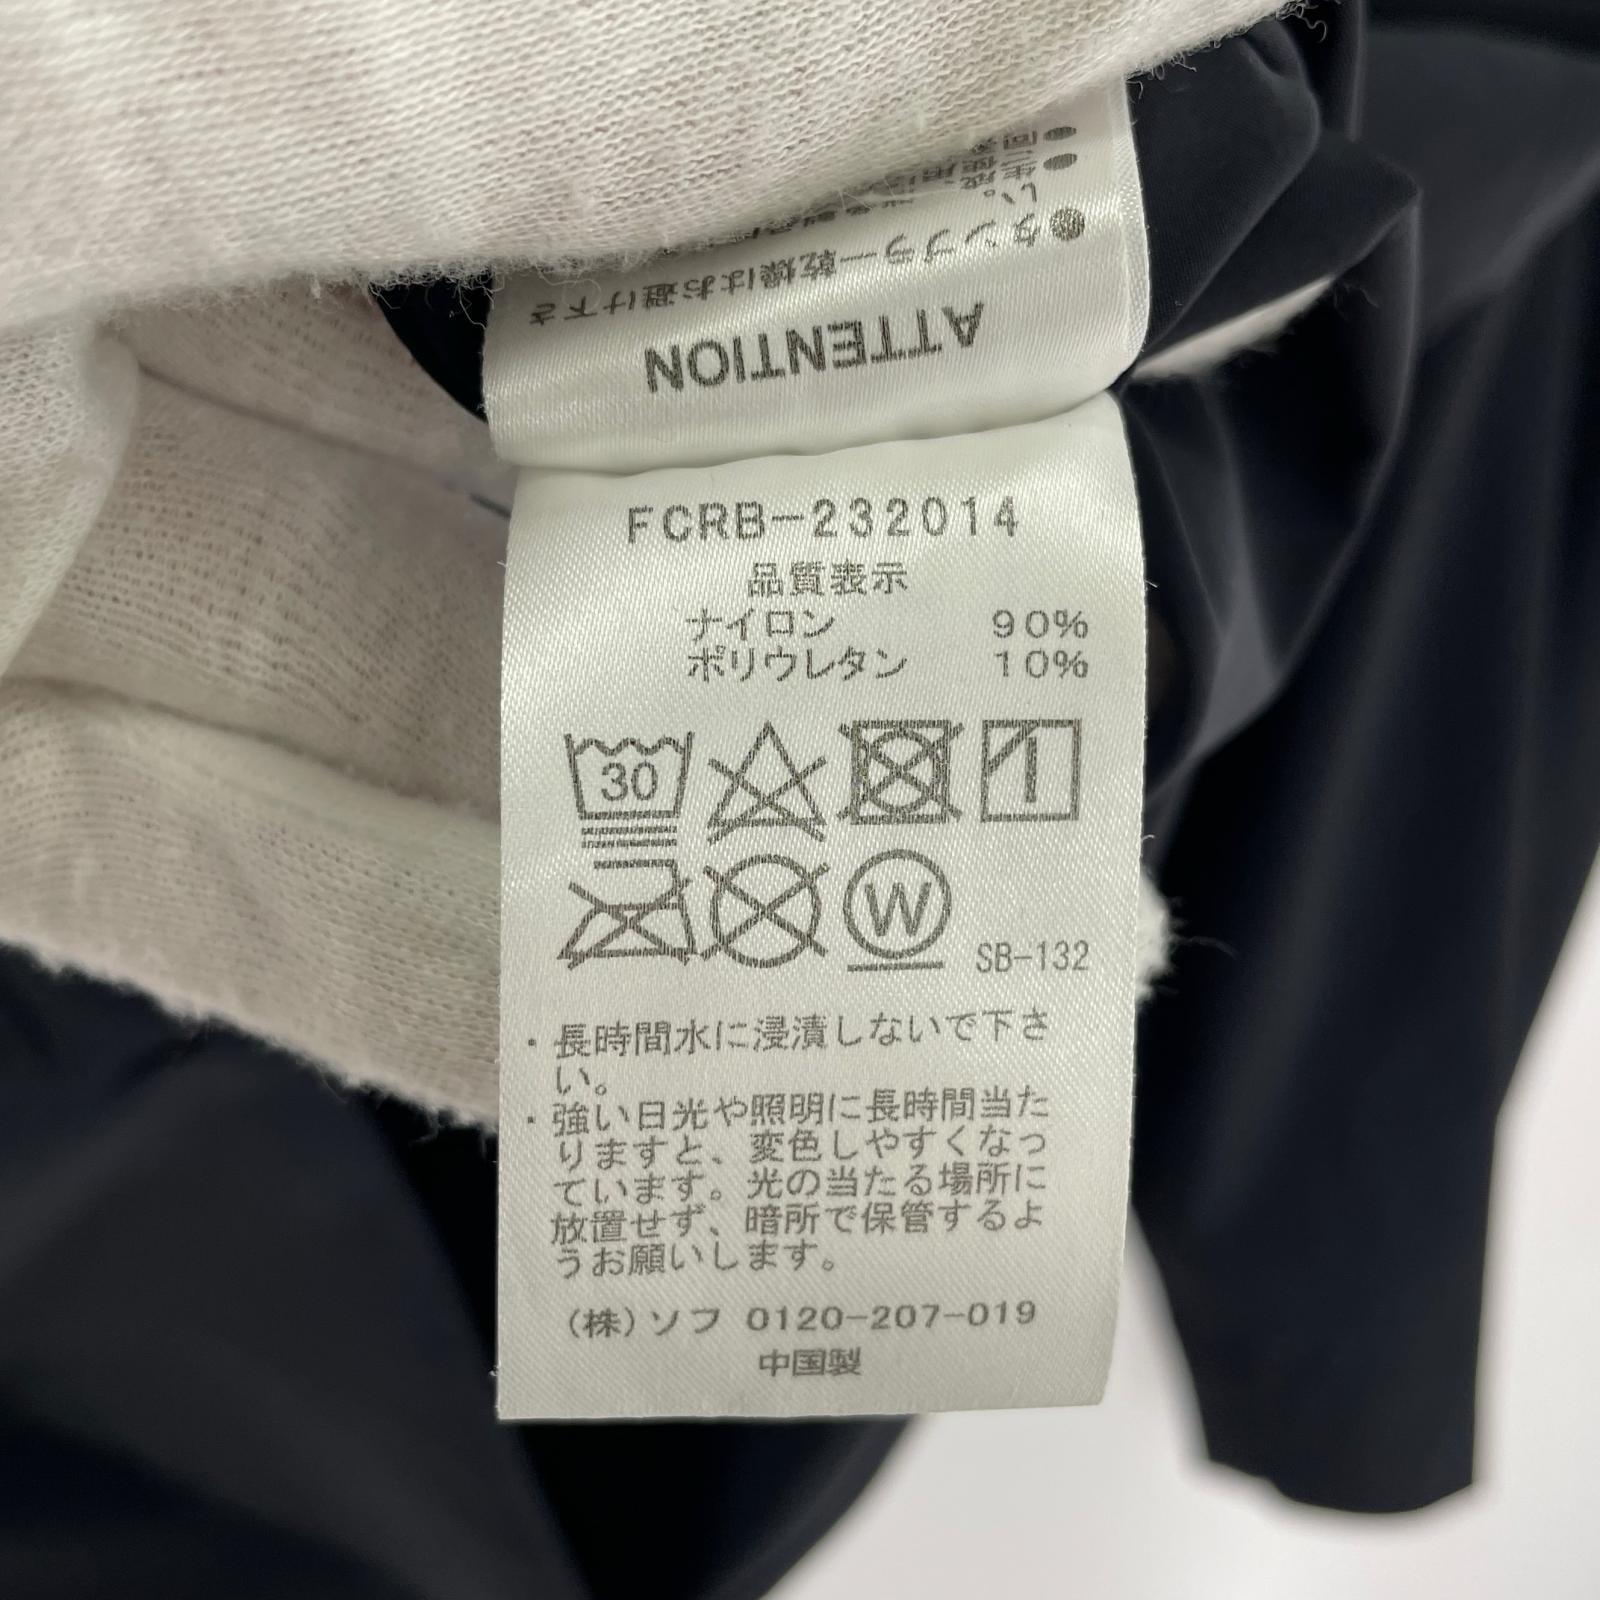 い。
●タンブラー乾燥はお避け下さ
ATTENTION
FCRB-232014
品質表示
ナイロン 90%
ポリウレタン 10%
30
W
SB-132
・長時間水に浸漬しないで下さ
い。
・強い日光や照明に長時間当た
りますと、変色しやすくなっ
ています。光の当たる場所に
放置せず、暗所で保管するよ
うお願いします。
(株)ソフ 0120-207-019
中国製